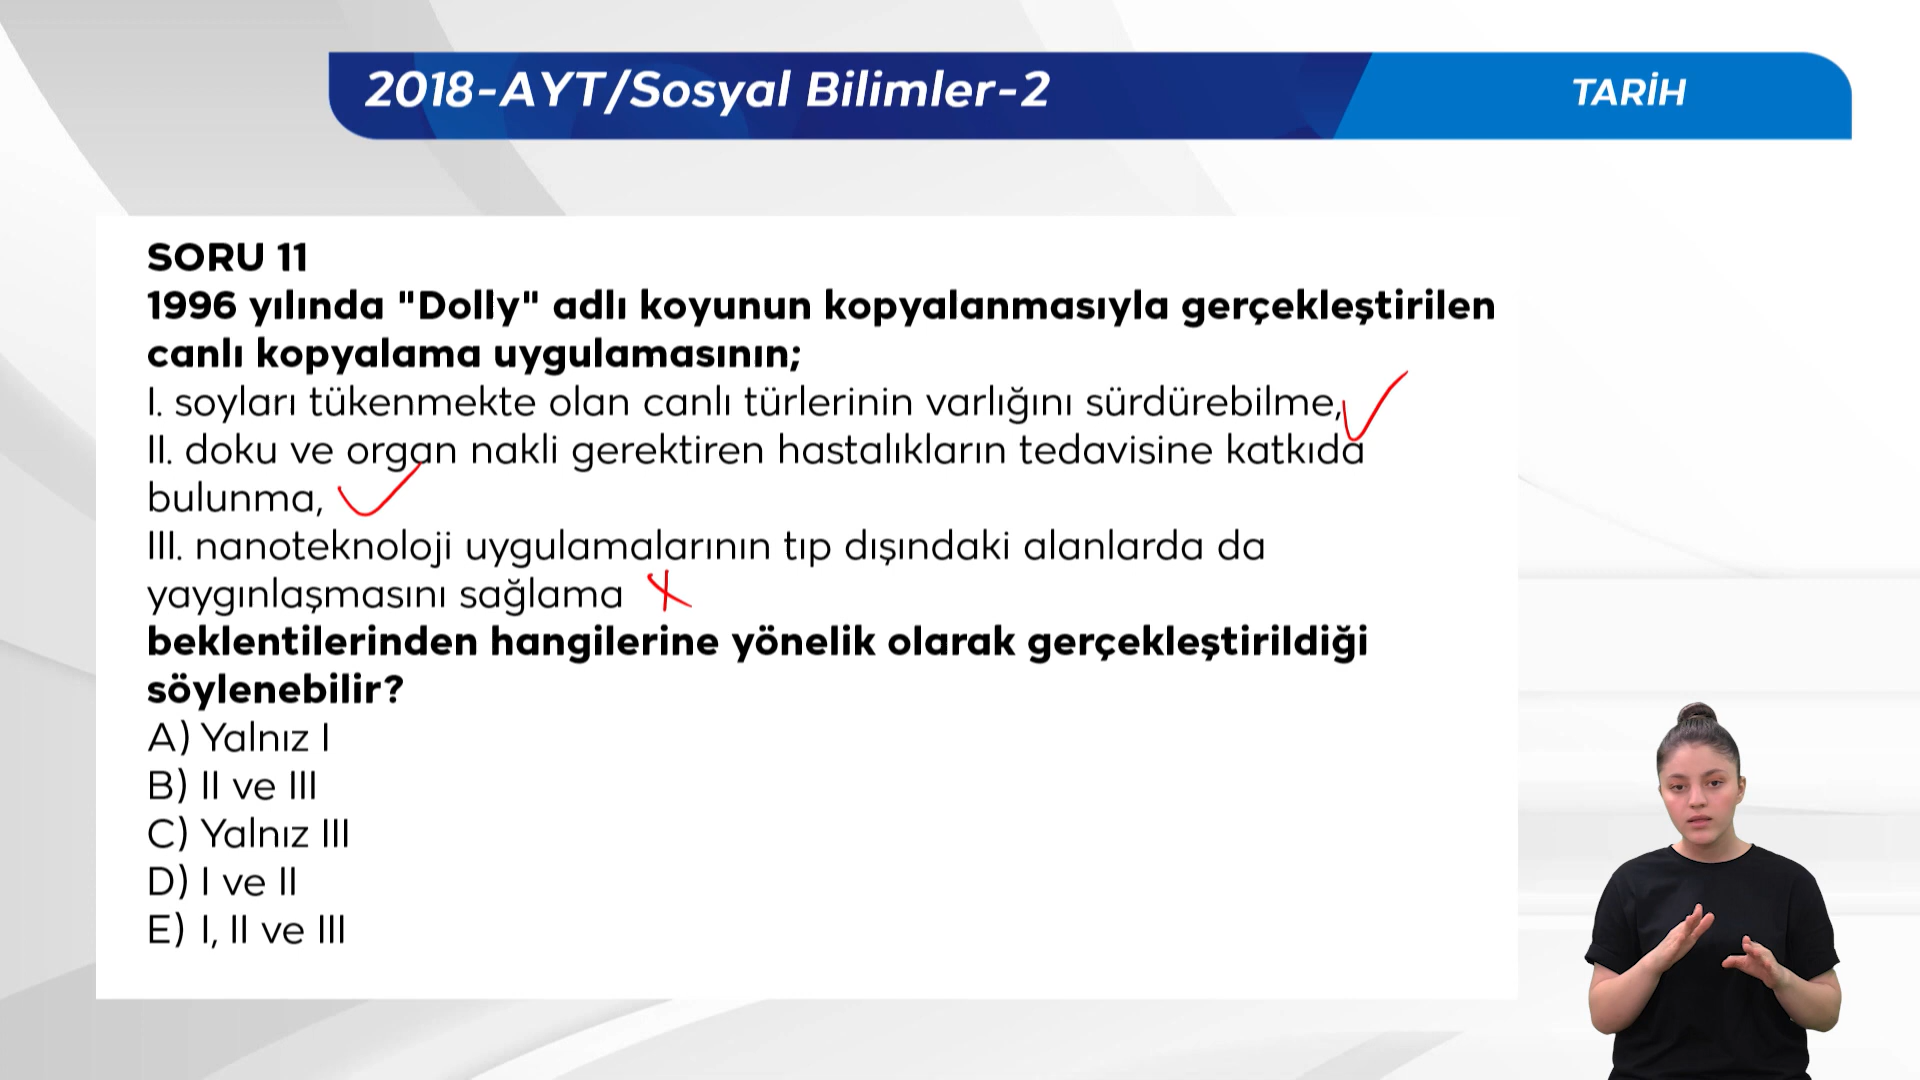 2018-AYT/Sosyal Bilimler-2
TARİH
SORU 11
1996 yılında "Dolly" adlı koyunun kopyalanmasıyla gerçekleştirilen
canlı kopyalama uygulamasının;
I. soyları tükenmekte olan canlı türlerinin varlığını sürdürebilme,
II. doku ve organ nakli gerektiren hastalıkların tedavisine katkıda
bulunma,
III. nanoteknoloji uygulamalarının tıp dışındaki alanlarda da
yaygınlaşmasını sağlama
beklentilerinden hangilerine yönelik olarak gerçekleştirildiği
söylenebilir?
A) Yalnız I
B) II ve III
C) Yalnız III
D) I ve II
E) I, II ve III